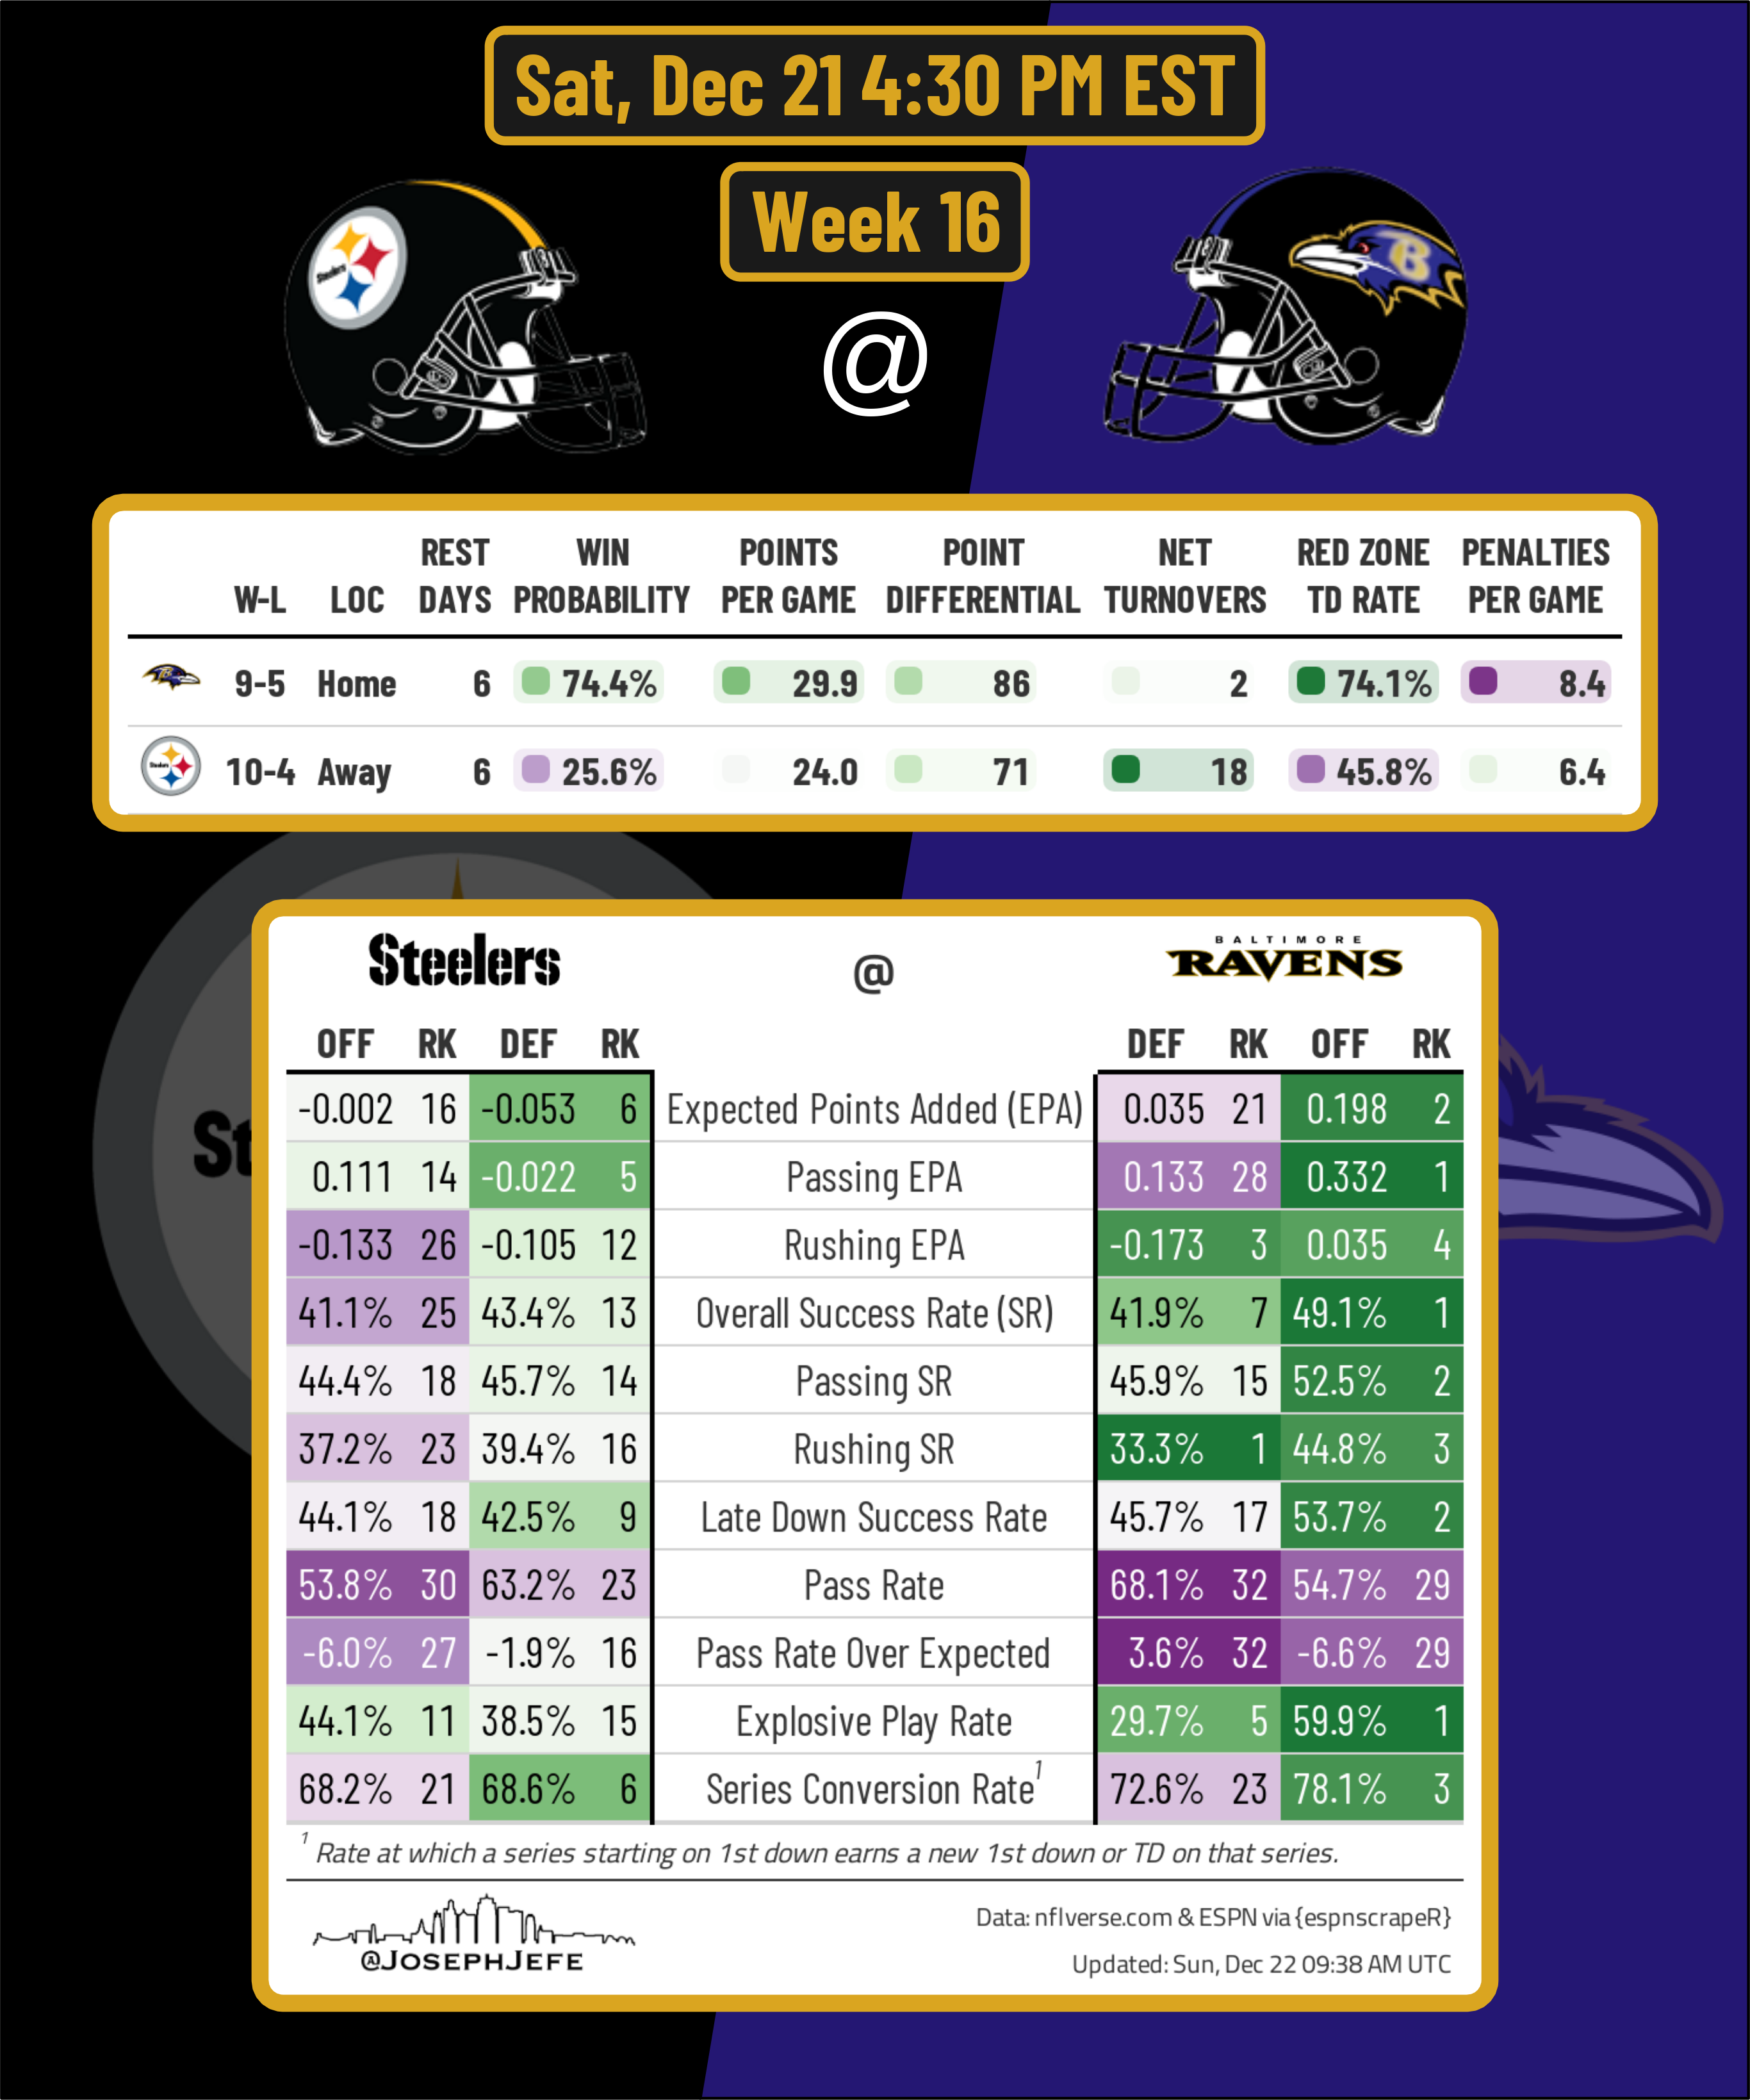 Sat, Dec 21 4:30 PM EST
Week 16
Steelers
B
@
REST WIN POINTS POINT NET RED ZONE PENALTIES
W-L LOC DAYS PROBABILITY PER GAME DIFFERENTIAL TURNOVERS TD RATE PER GAME
9-5 Home 6 74.4% 29.9 86 2 74.1% 8.4
Steelers 10-4 Away 6 25.6% 24.0 71 18 45.8% 6.4
BALTIMORE
Steelers @ RAVENS
OFF RK DEF RK DEF RK OFF RK
-0.002 16 -0.053 6 Expected Points Added (EPA) 0.035 21 0.198 2
St
0.111 14 -0.022 5 Passing EPA 0.133 28 0.332 1
-0.133 26 -0.105 12 Rushing EPA -0.173 3 0.035 4
41.1% 25 43.4% 13 Overall Success Rate (SR) 41.9% 7 49.1% 1
44.4% 18 45.7% 14 Passing SR 45.9% 15 52.5% 2
37.2% 23 39.4% 16 Rushing SR 33.3% 1 44.8% 3
44.1% 18 42.5% 9 Late Down Success Rate 45.7% 17 53.7% 2
53.8% 30 63.2% 23 Pass Rate 68.1% 32 54.7% 29
-6.0% 27 -1.9% 16 Pass Rate Over Expected 3.6% 32 -6.6% 29
44.1% 11 38.5% 15 Explosive Play Rate 29.7% 5 59.9% 1
68.2% 21 68.6% 6 Series Conversion Rate¹ 72.6% 23 78.1% 3
¹ Rate at which a series starting on 1st down earns a new 1st down or TD on that series.
@JOSEPHJEFE
Data: nflverse.com & ESPN via {espnscrapeR}
Updated: Sun, Dec 22 09:38 AM UTC